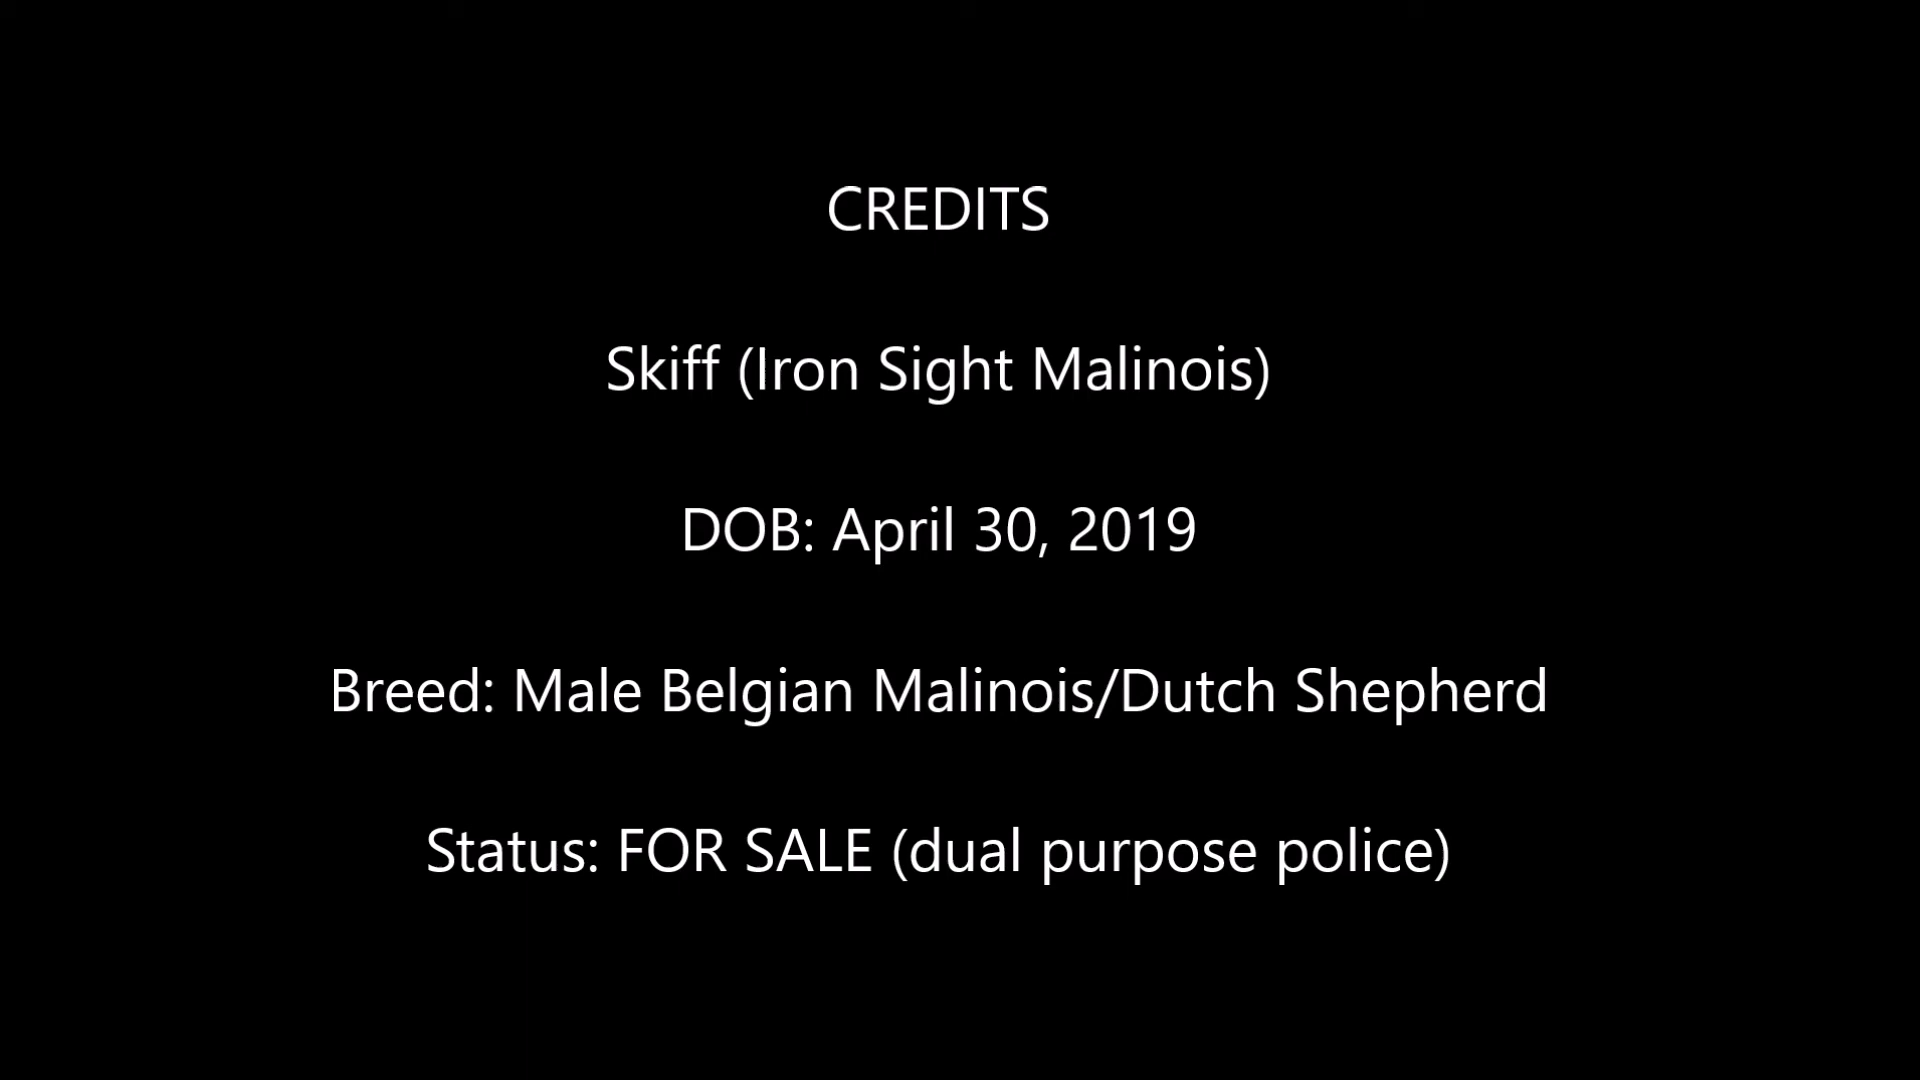 CREDITS
Skiff (Iron Sight Malinois)
DOB: April 30, 2019
Breed: Male Belgian Malinois/Dutch Shepherd
Status: FOR SALE (dual purpose police)